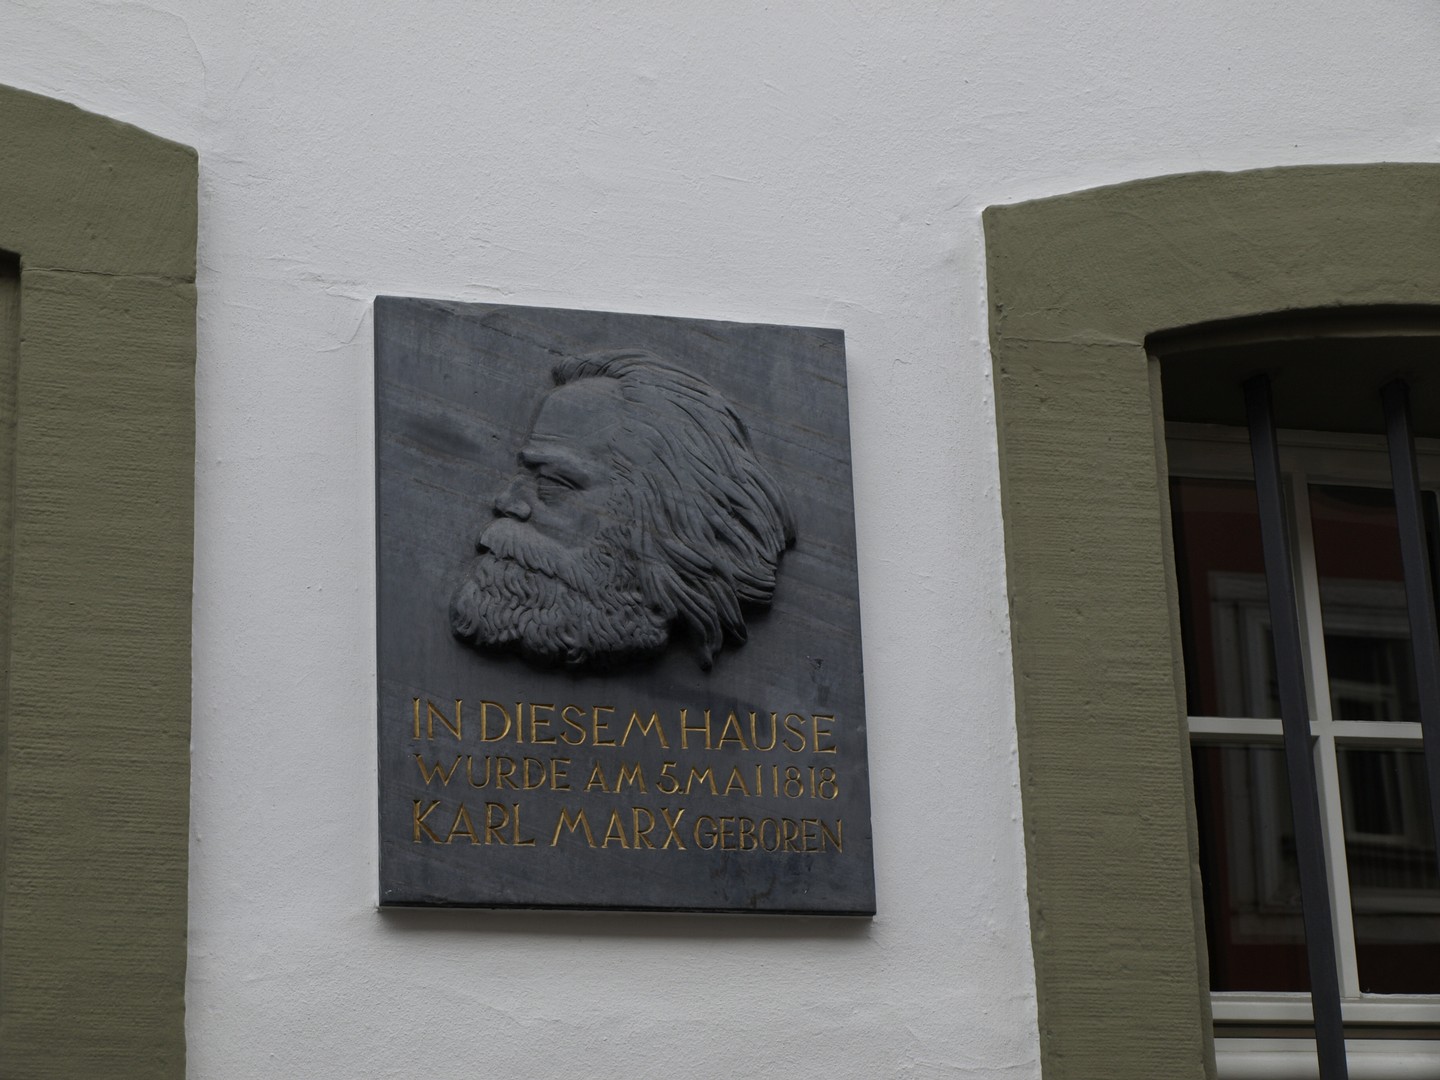 IN DIESEM HAUSE
WURDE AM 5.MAI 1818
KARL MARX GEBOREN